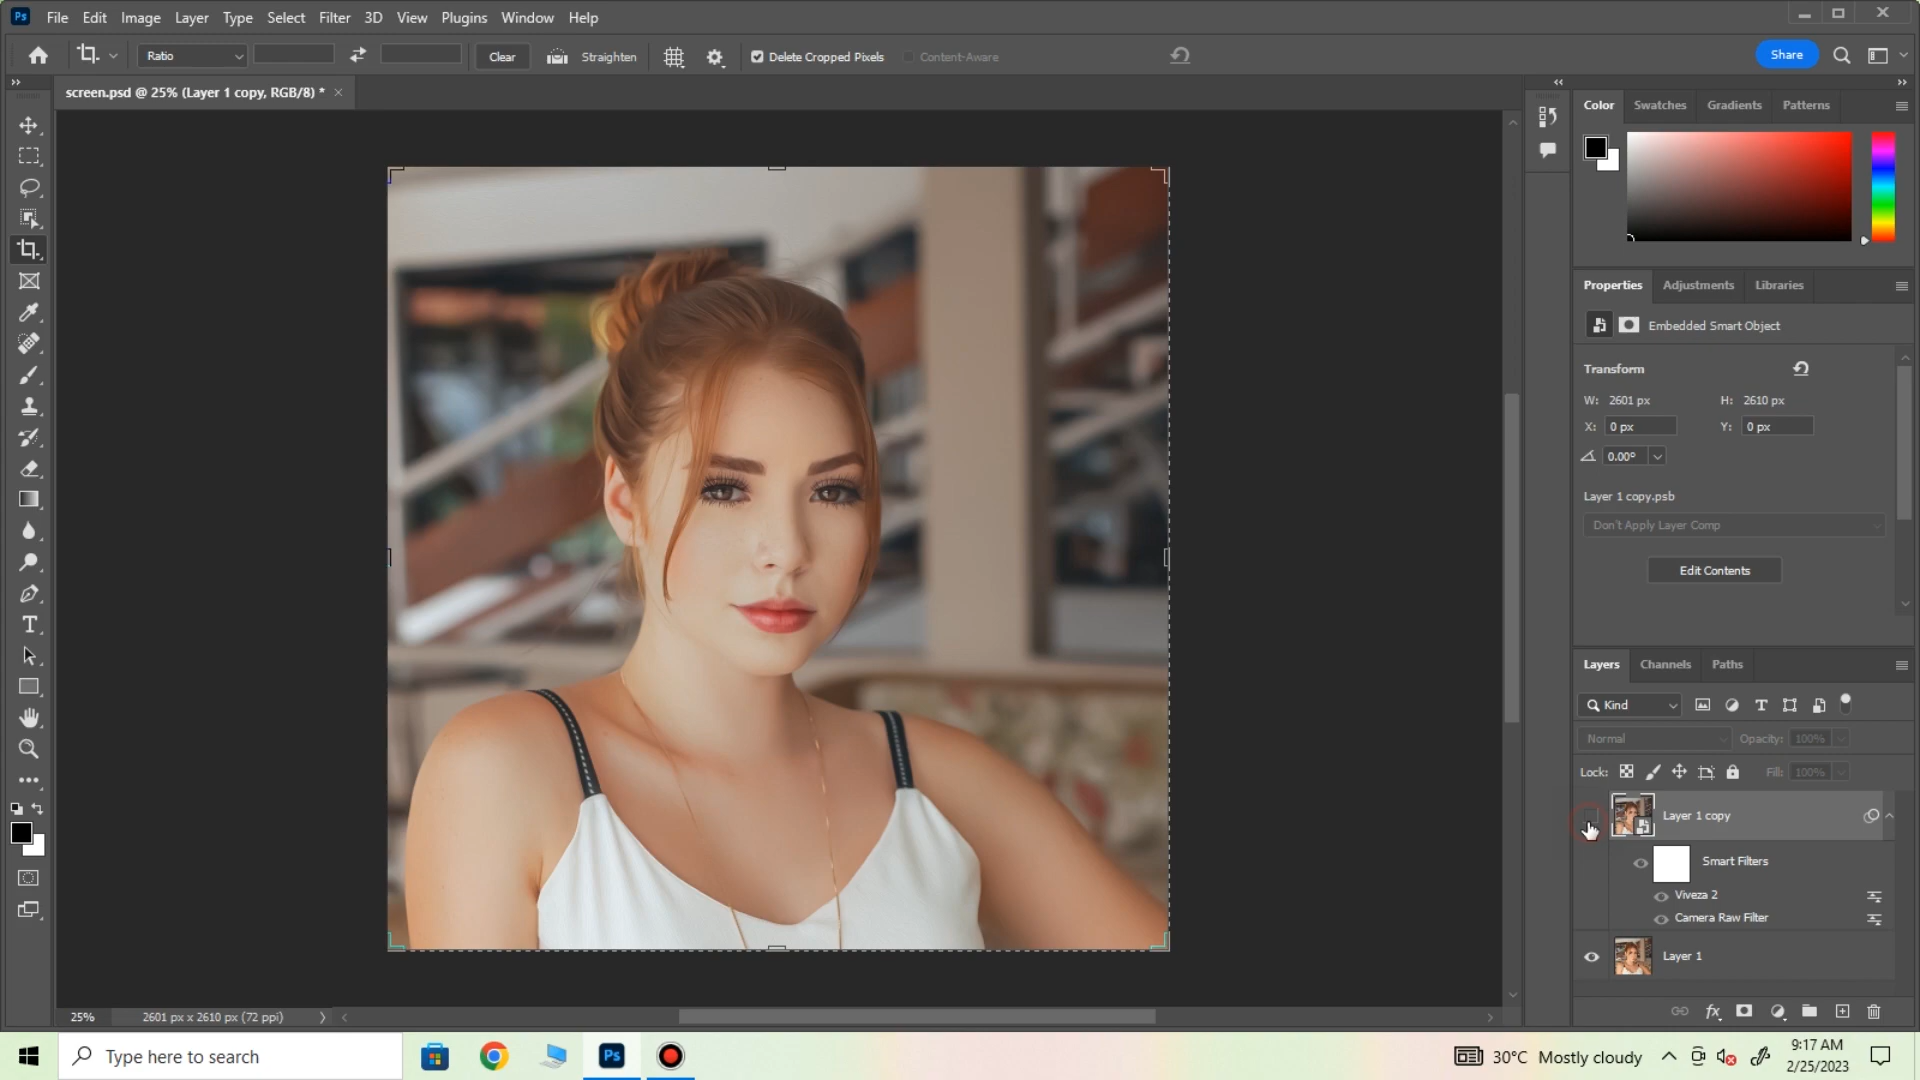 Ps File Edit Image Layer Type Select Filter 3D View Plugins Window Help
Ratio Clear Straighten Delete Cropped Pixels Content-Aware Share
screen.psd @ 25% (Layer 1 copy, RGB/8) *
Color Swatches Gradients Patterns
Properties Adjustments Libraries
Embedded Smart Object
Transform
W: 2601 px H: 2610 px
X: 0 px Y: 0 px
0.00°
Layer 1 copy.psb
Don't Apply Layer Comp
Edit Contents
Layers Channels Paths
Kind
Normal Opacity: 100%
Lock: Fill: 100%
Layer 1 copy
Smart Filters
Viveza 2
Camera Raw Filter
Layer 1
25% 2601 px x 2610 px (72 ppi)
Type here to search Ps 30°C Mostly cloudy 9:17 AM
2/25/2023